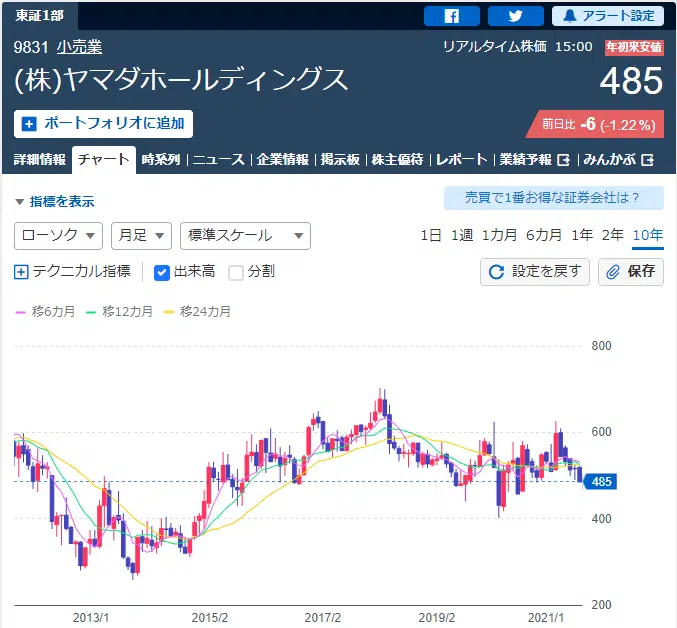 東証1部
アラート設定
9831 小売業
リアルタイム株価 15:00 年初来安値
(株)ヤマダホールディングス
485
ポートフォリオに追加
前日比 -6 (-1.22%)
詳細情報 チャート 時系列 ニュース 企業情報 掲示板 株主優待 レポート 業績予報 みんかぶ
▼ 指標を表示
売買で1番お得な証券会社は？
ローソク ▼ 月足 ▼ 標準スケール ▼
1日 1週 1カ月 6カ月 1年 2年 10年
テクニカル指標 出来高 分割
設定を戻す 保存
移6カ月 移12カ月 移24カ月
800
600
485
400
200
2013/1 2015/2 2017/2 2019/2 2021/1